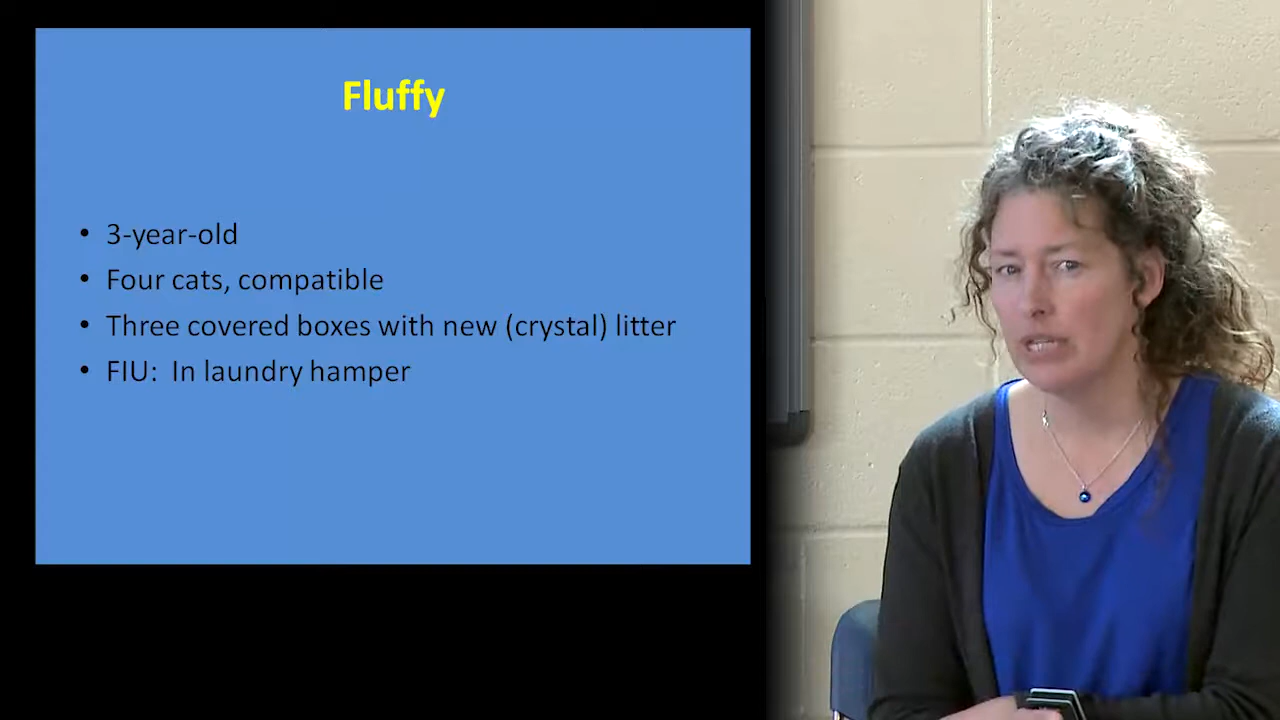 Fluffy
• 3-year-old
• Four cats, compatible
• Three covered boxes with new (crystal) litter
• FIU: In laundry hamper